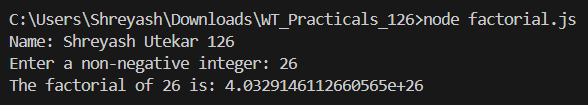 C:\Users\Shreyash\Downloads\WT_Practicals_126>node factorial.js
Name: Shreyash Utekar 126
Enter a non-negative integer: 26
The factorial of 26 is: 4.0329146112660565e+26